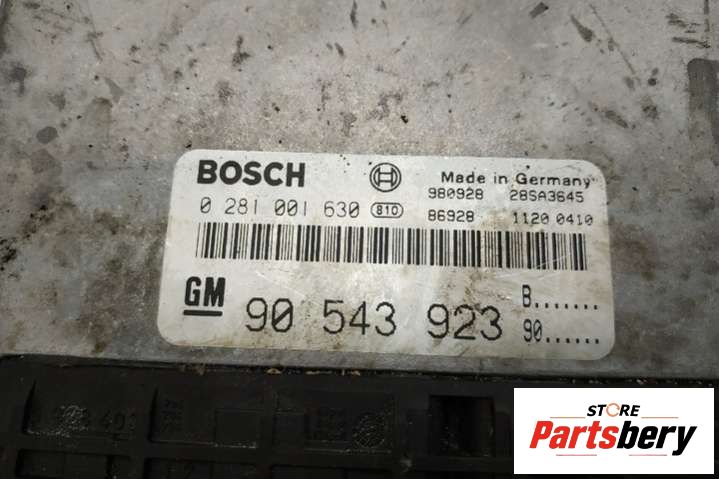 BOSCH
Made in Germany
980928 28SA3645
0 281 001 630 810
86928 1120 0410
GM
90 543 923
B.......
90......
STORE
Partsbery